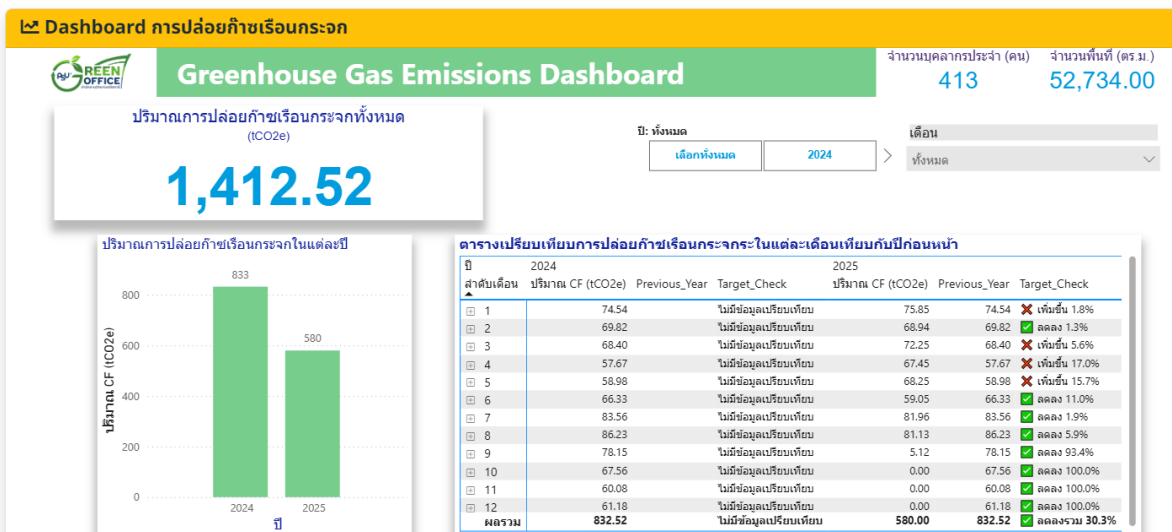 Dashboard การปล่อยก๊าซเรือนกระจก
GREEN OFFICE
Greenhouse Gas Emissions Dashboard
จำนวนบุคลากรประจำ (คน)
413
จำนวนพื้นที่ (ตร.ม.)
52,734.00
ปริมาณการปล่อยก๊าซเรือนกระจกทั้งหมด
(tCO2e)
1,412.52
ปี: ทั้งหมด
เลือกทั้งหมด 2024
เดือน
ทั้งหมด
ปริมาณการปล่อยก๊าซเรือนกระจกในแต่ละปี
ปริมาณ CF (tCO2e)
800
600
400
200
0
833
580
2024 2025
ปี
ตารางเปรียบเทียบการปล่อยก๊าซเรือนกระจกระในแต่ละเดือนเทียบกับปีก่อนหน้า
ปี 2024 2025
ลำดับเดือน ปริมาณ CF (tCO2e) Previous_Year Target_Check ปริมาณ CF (tCO2e) Previous_Year Target_Check
1 74.54 ไม่มีข้อมูลเปรียบเทียบ 75.85 74.54 ❌ เพิ่มขึ้น 1.8%
2 69.82 ไม่มีข้อมูลเปรียบเทียบ 68.94 69.82 ✅ ลดลง 1.3%
3 68.40 ไม่มีข้อมูลเปรียบเทียบ 72.25 68.40 ❌ เพิ่มขึ้น 5.6%
4 57.67 ไม่มีข้อมูลเปรียบเทียบ 67.45 57.67 ❌ เพิ่มขึ้น 17.0%
5 58.98 ไม่มีข้อมูลเปรียบเทียบ 68.25 58.98 ❌ เพิ่มขึ้น 15.7%
6 66.33 ไม่มีข้อมูลเปรียบเทียบ 59.05 66.33 ✅ ลดลง 11.0%
7 83.56 ไม่มีข้อมูลเปรียบเทียบ 81.96 83.56 ✅ ลดลง 1.9%
8 86.23 ไม่มีข้อมูลเปรียบเทียบ 81.13 86.23 ✅ ลดลง 5.9%
9 78.15 ไม่มีข้อมูลเปรียบเทียบ 5.12 78.15 ✅ ลดลง 93.4%
10 67.56 ไม่มีข้อมูลเปรียบเทียบ 0.00 67.56 ✅ ลดลง 100.0%
11 60.08 ไม่มีข้อมูลเปรียบเทียบ 0.00 60.08 ✅ ลดลง 100.0%
12 61.18 ไม่มีข้อมูลเปรียบเทียบ 0.00 61.18 ✅ ลดลง 100.0%
ผลรวม 832.52 ไม่มีข้อมูลเปรียบเทียบ 580.00 832.52 ✅ ลดลงรวม 30.3%